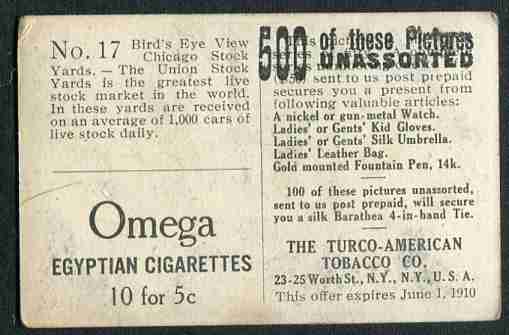 No. 17 Bird's Eye View
Chicago Stock
Yards. — The Union Stock
Yards is the greatest live
stock market in the world.
In these yards are received
on an average of 1,000 cars of
live stock daily.
Omega
EGYPTIAN CIGARETTES
10 for 5c
500 of these Pictures
UNASSORTED
sent to us post prepaid
secures you a present from
following valuable articles:
A nickel or gun-metal Watch.
Ladies' or Gents' Kid Gloves.
Ladies' or Gents' Silk Umbrella.
Ladies' Leather Bag.
Gold mounted Fountain Pen, 14k.
100 of these pictures unassorted,
sent to us post prepaid, will secure
you a silk Barathea 4-in-hand Tie.
THE TURCO-AMERICAN
TOBACCO CO.
23-25 Worth St., N.Y., N.Y., U.S.A.
This offer expires June 1, 1910